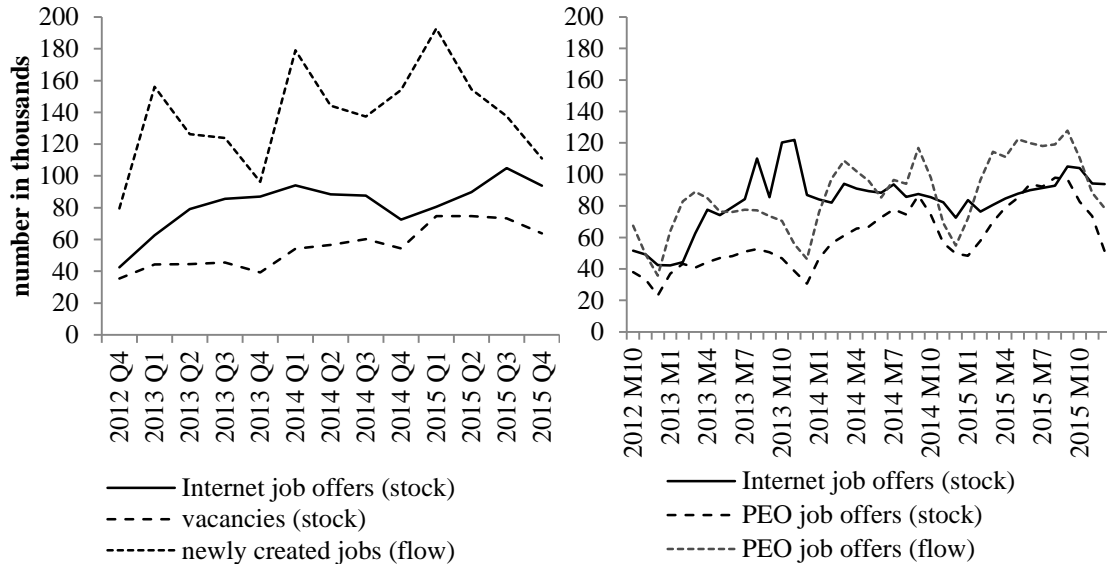 number in thousands
200
180
160
140
120
100
80
60
40
20
0
2012 Q4
2013 Q1
2013 Q2
2013 Q3
2013 Q4
2014 Q1
2014 Q2
2014 Q3
2014 Q4
2015 Q1
2015 Q2
2015 Q3
2015 Q4
Internet job offers (stock)
vacancies (stock)
newly created jobs (flow)
200
180
160
140
120
100
80
60
40
20
0
2012 M10
2013 M1
2013 M4
2013 M7
2013 M10
2014 M1
2014 M4
2014 M7
2014 M10
2015 M1
2015 M4
2015 M7
2015 M10
Internet job offers (stock)
PEO job offers (stock)
PEO job offers (flow)